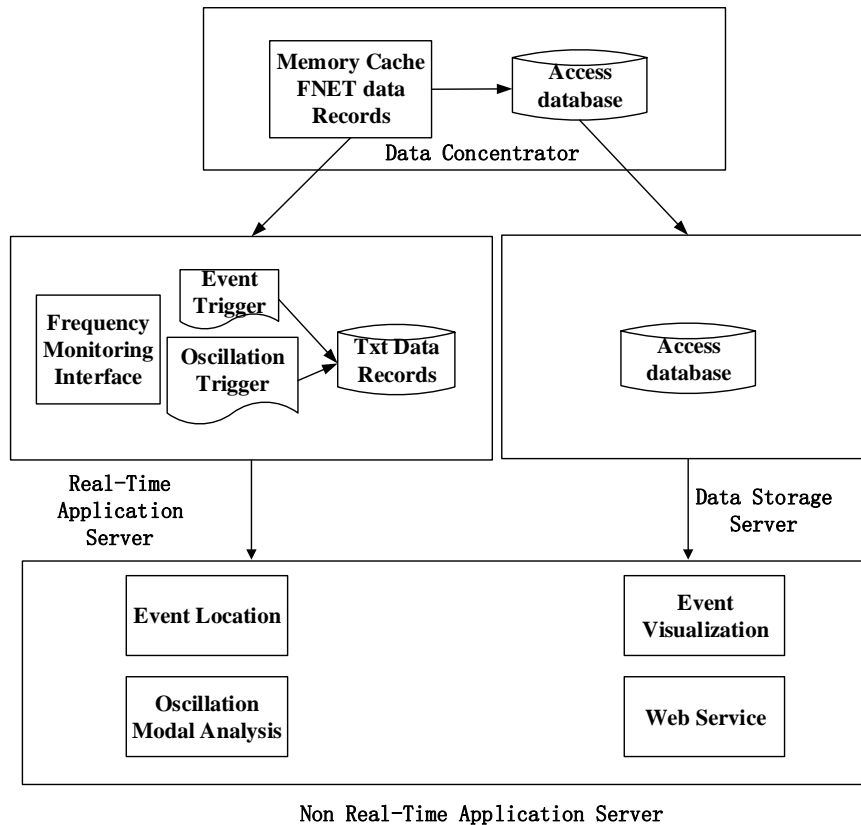 Memory Cache
FNET data
Records
Access
database
Data Concentrator
Event
Trigger
Frequency
Monitoring
Interface
Oscillation
Trigger
Txt Data
Records
Access
database
Real-Time
Application
Server
Data Storage
Server
Event Location
Event
Visualization
Oscillation
Modal Analysis
Web Service
Non Real-Time Application Server